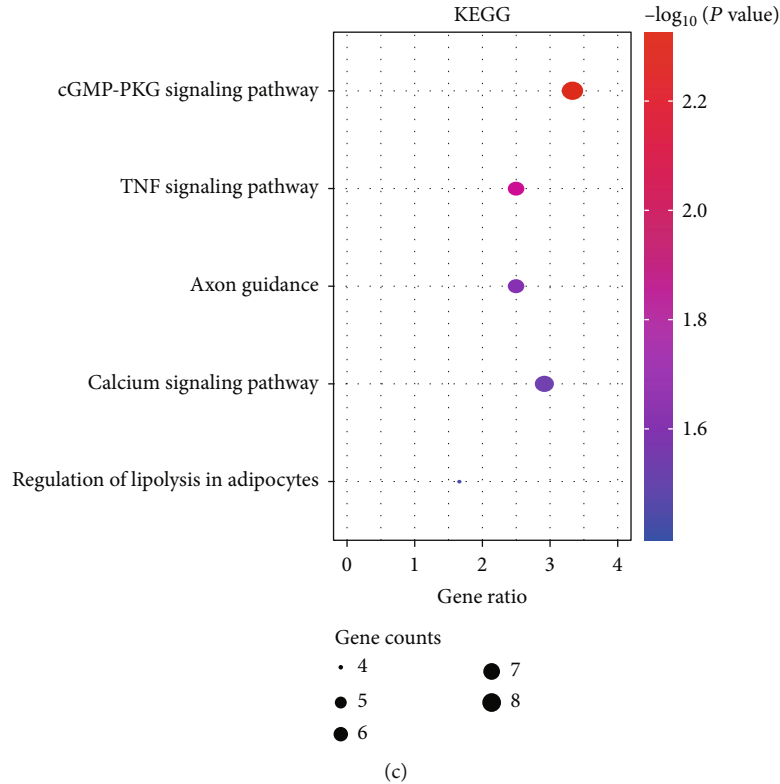 KEGG
−log₁₀ (P value)
cGMP-PKG signaling pathway
TNF signaling pathway
Axon guidance
Calcium signaling pathway
Regulation of lipolysis in adipocytes
2.2
2.0
1.8
1.6
0 1 2 3 4
Gene ratio
Gene counts
4 7
5 8
6
(c)